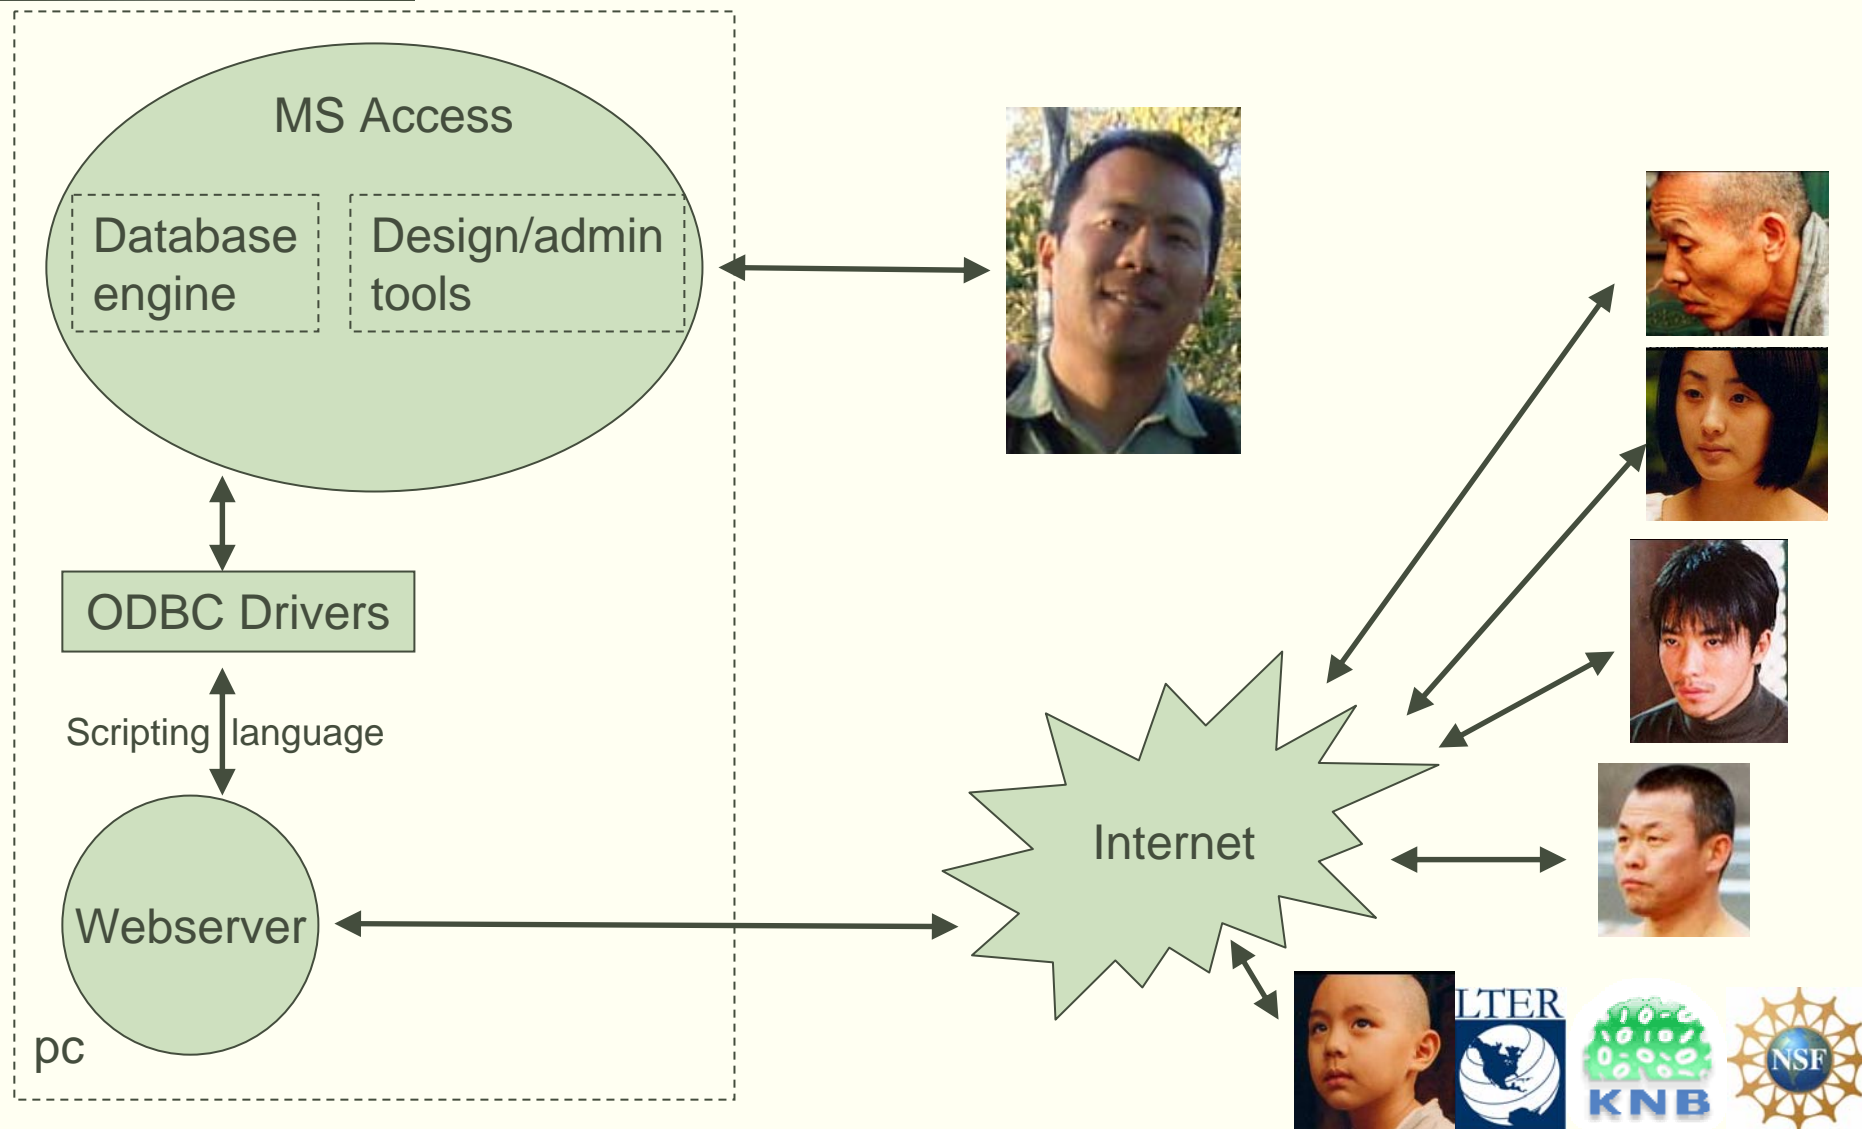 MS Access
Database
engine
Design/admin
tools
ODBC Drivers
Scripting language
Internet
Webserver
pc
LTER
KNB
NSF